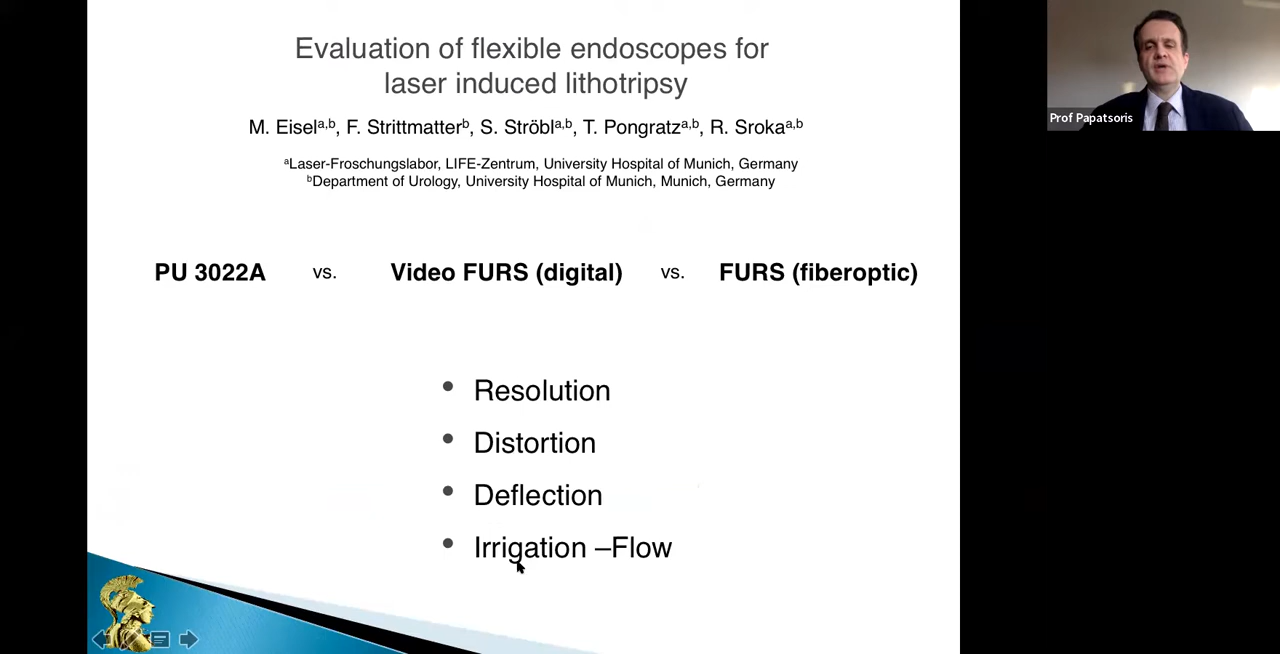 Evaluation of flexible endoscopes for
laser induced lithotripsy
M. Eiselᵃ,ᵇ, F. Strittmatterᵇ, S. Ströblᵃ,ᵇ, T. Pongratzᵃ,ᵇ, R. Srokaᵃ,ᵇ
ᵃLaser-Froschungslabor, LIFE-Zentrum, University Hospital of Munich, Germany
ᵇDepartment of Urology, University Hospital of Munich, Munich, Germany
PU 3022A vs. Video FURS (digital) vs. FURS (fiberoptic)
• Resolution
• Distortion
• Deflection
• Irrigation –Flow
Prof Papatsoris